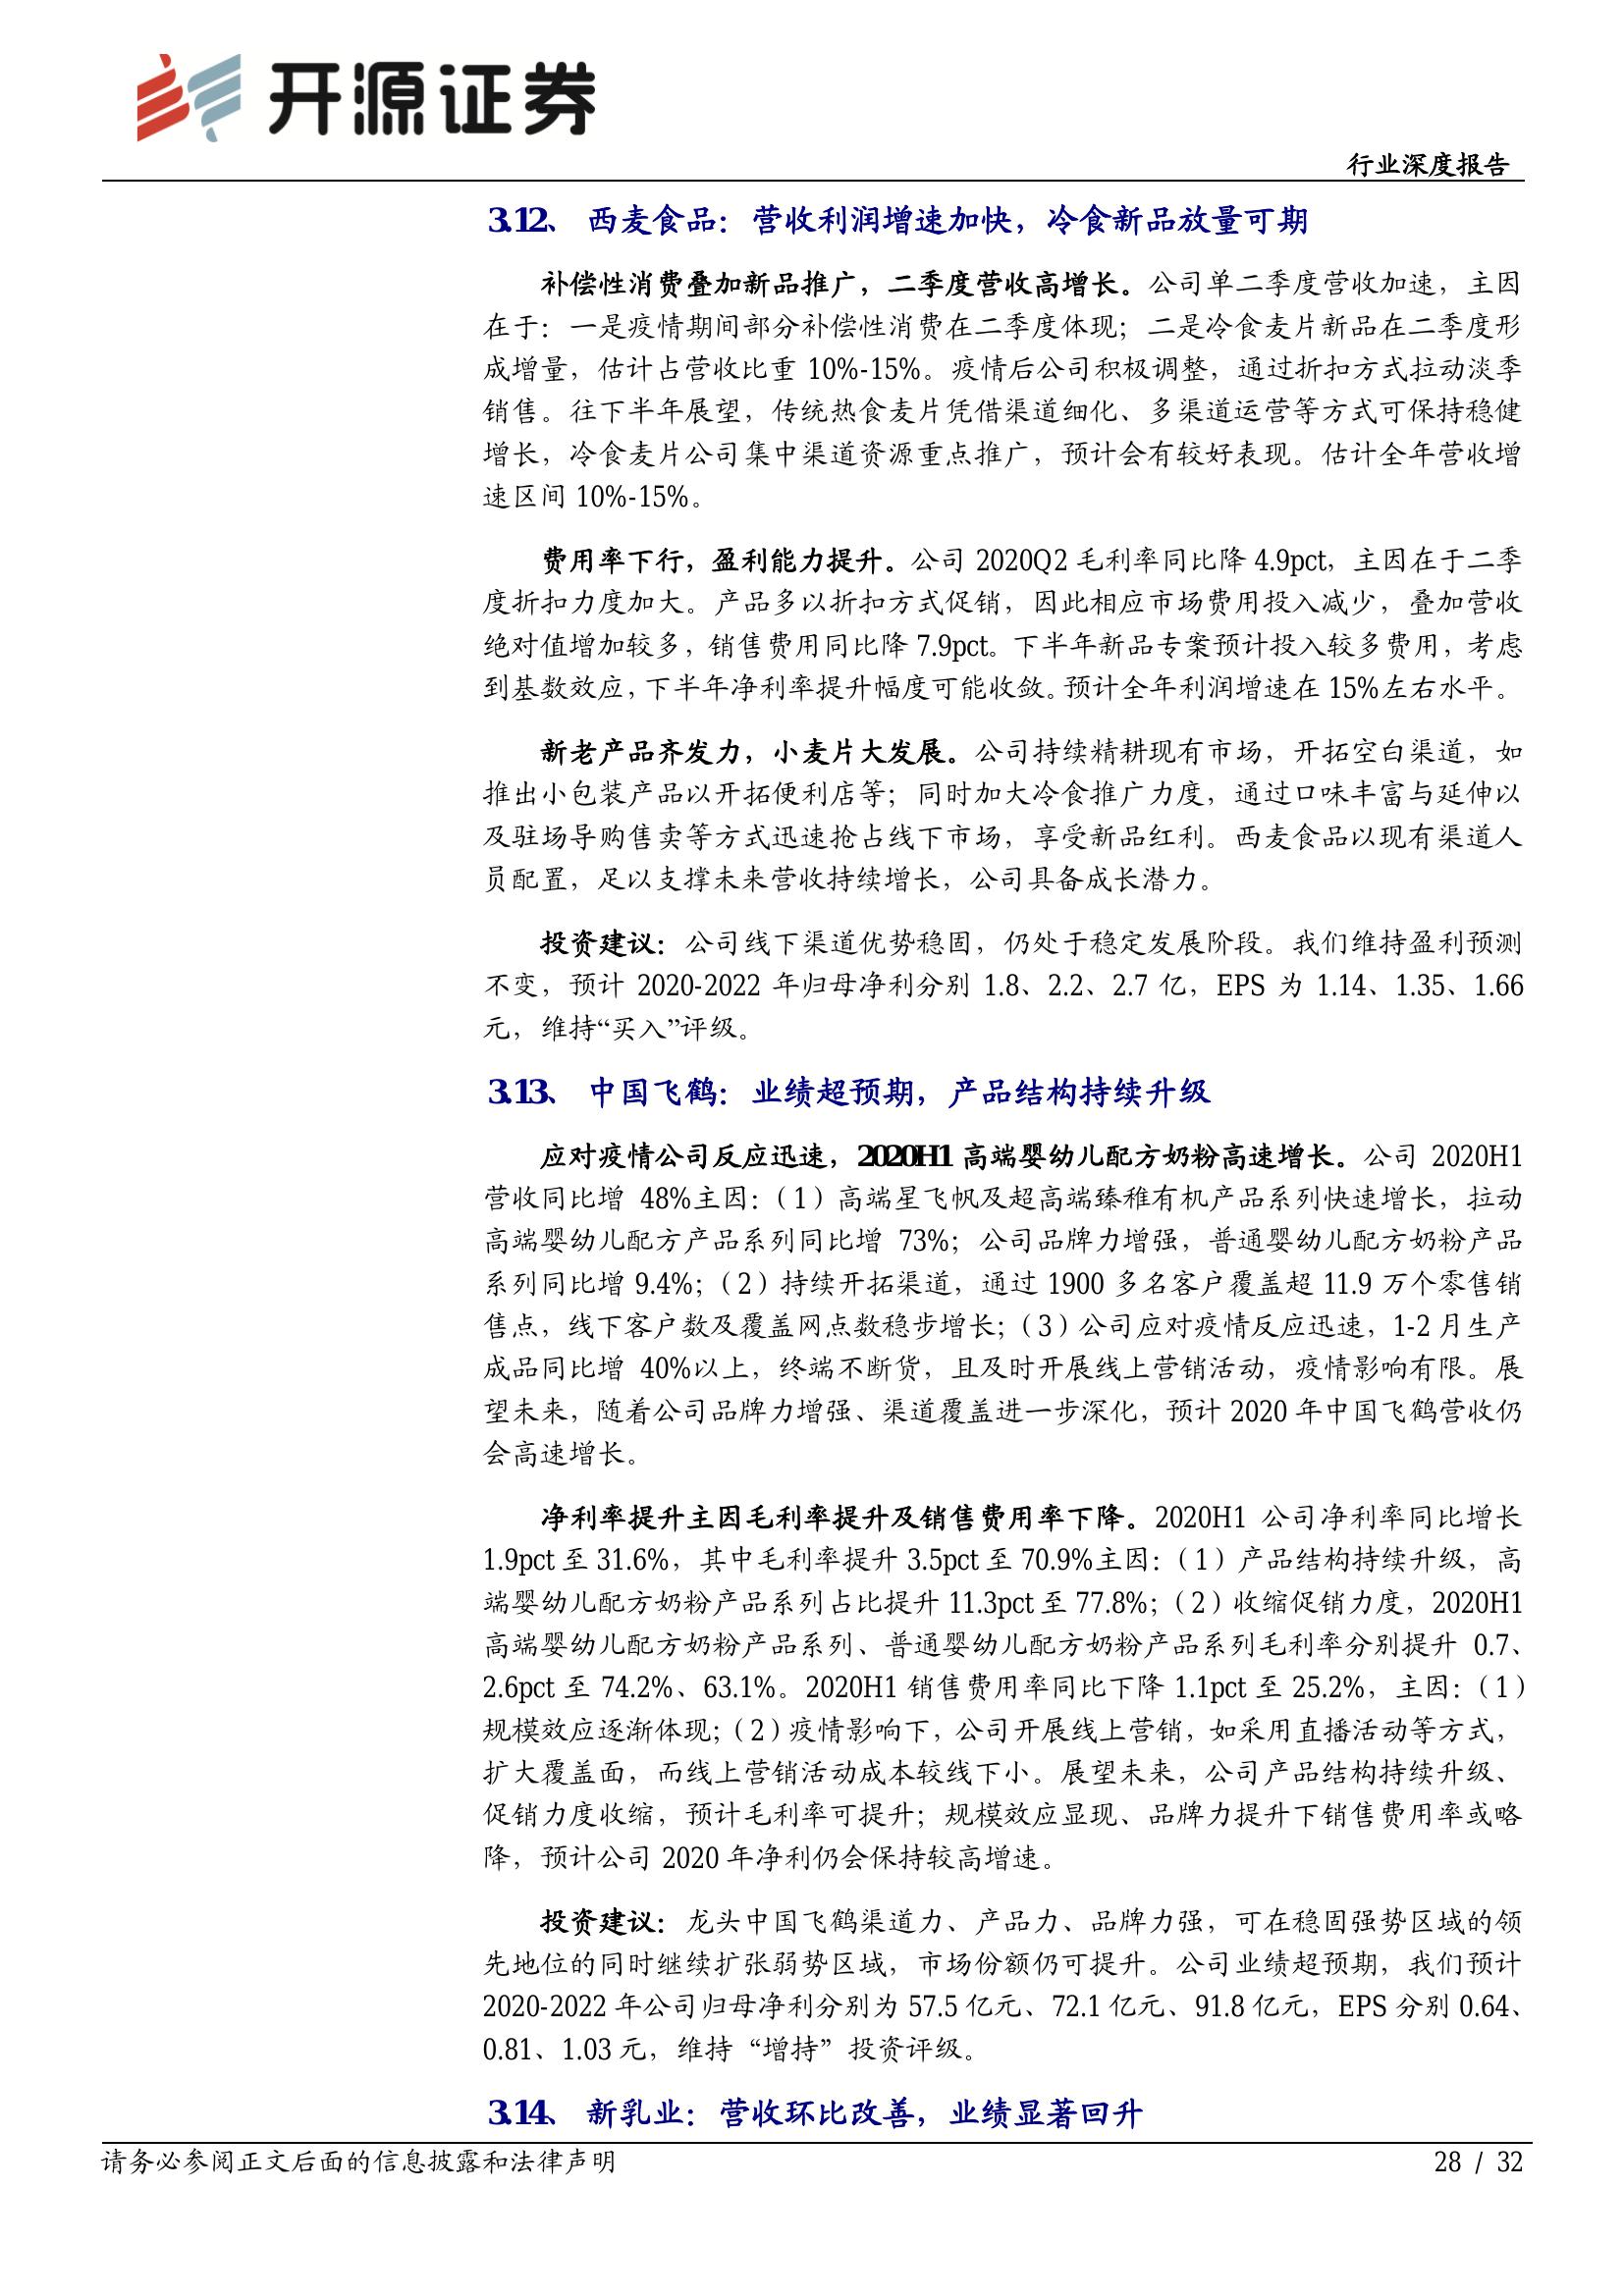 开源证券
行业深度报告
3.12、 西麦食品：营收利润增速加快，冷食新品放量可期
补偿性消费叠加新品推广，二季度营收高增长。公司单二季度营收加速，主因
在于：一是疫情期间部分补偿性消费在二季度体现；二是冷食麦片新品在二季度形
成增量，估计占营收比重 10%-15%。疫情后公司积极调整，通过折扣方式拉动淡季
销售。往下半年展望，传统热食麦片凭借渠道细化、多渠道运营等方式可保持稳健
增长，冷食麦片公司集中渠道资源重点推广，预计会有较好表现。估计全年营收增
速区间 10%-15%。
费用率下行，盈利能力提升。公司 2020Q2 毛利率同比降 4.9pct，主因在于二季
度折扣力度加大。产品多以折扣方式促销，因此相应市场费用投入减少，叠加营收
绝对值增加较多，销售费用同比降 7.9pct。下半年新品专案预计投入较多费用，考虑
到基数效应，下半年净利率提升幅度可能收敛。预计全年利润增速在 15%左右水平。
新老产品齐发力，小麦片大发展。公司持续精耕现有市场，开拓空白渠道，如
推出小包装产品以开拓便利店等；同时加大冷食推广力度，通过口味丰富与延伸以
及驻场导购售卖等方式迅速抢占线下市场，享受新品红利。西麦食品以现有渠道人
员配置，足以支撑未来营收持续增长，公司具备成长潜力。
投资建议：公司线下渠道优势稳固，仍处于稳定发展阶段。我们维持盈利预测
不变，预计 2020-2022 年归母净利分别 1.8、2.2、2.7 亿，EPS 为 1.14、1.35、1.66
元，维持“买入”评级。
3.13、 中国飞鹤：业绩超预期，产品结构持续升级
应对疫情公司反应迅速，2020H1 高端婴幼儿配方奶粉高速增长。公司 2020H1
营收同比增 48%主因：（1）高端星飞帆及超高端臻稚有机产品系列快速增长，拉动
高端婴幼儿配方产品系列同比增 73%；公司品牌力增强，普通婴幼儿配方奶粉产品
系列同比增 9.4%；（2）持续开拓渠道，通过 1900 多名客户覆盖超 11.9 万个零售销
售点，线下客户数及覆盖网点数稳步增长；（3）公司应对疫情反应迅速，1-2 月生产
成品同比增 40%以上，终端不断货，且及时开展线上营销活动，疫情影响有限。展
望未来，随着公司品牌力增强、渠道覆盖进一步深化，预计 2020 年中国飞鹤营收仍
会高速增长。
净利率提升主因毛利率提升及销售费用率下降。2020H1 公司净利率同比增长
1.9pct 至 31.6%，其中毛利率提升 3.5pct 至 70.9%主因：（1）产品结构持续升级，高
端婴幼儿配方奶粉产品系列占比提升 11.3pct 至 77.8%；（2）收缩促销力度，2020H1
高端婴幼儿配方奶粉产品系列、普通婴幼儿配方奶粉产品系列毛利率分别提升 0.7、
2.6pct 至 74.2%、63.1%。2020H1 销售费用率同比下降 1.1pct 至 25.2%，主因：（1）
规模效应逐渐体现；（2）疫情影响下，公司开展线上营销，如采用直播活动等方式，
扩大覆盖面，而线上营销活动成本较线下小。展望未来，公司产品结构持续升级、
促销力度收缩，预计毛利率可提升；规模效应显现、品牌力提升下销售费用率或略
降，预计公司 2020 年净利仍会保持较高增速。
投资建议：龙头中国飞鹤渠道力、产品力、品牌力强，可在稳固强势区域的领
先地位的同时继续扩张弱势区域，市场份额仍可提升。公司业绩超预期，我们预计
2020-2022 年公司归母净利分别为 57.5 亿元、72.1 亿元、91.8 亿元，EPS 分别 0.64、
0.81、1.03 元，维持“增持”投资评级。
3.14、 新乳业：营收环比改善，业绩显著回升
请务必参阅正文后面的信息披露和法律声明
28 / 32